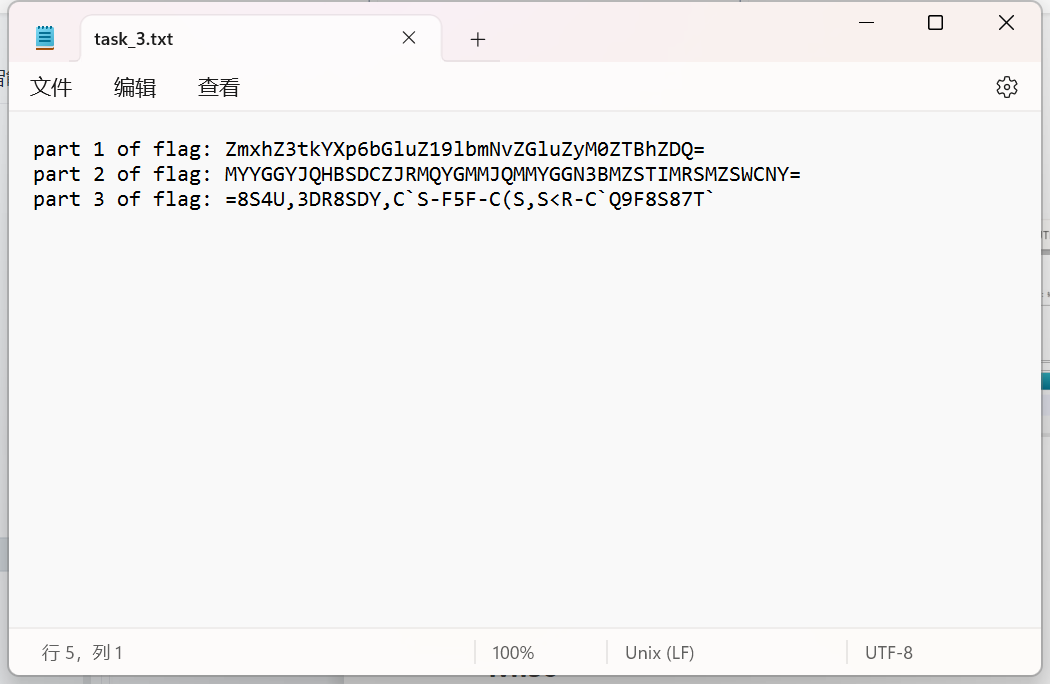 task_3.txt
文件 编辑 查看
part 1 of flag: ZmxhZ3tkYXp6bGluZ19lbmNvZGluZyM0ZTBhZDQ=
part 2 of flag: MYYGGYJQHBSDCZJRMQYGMMJQMMYGGN3BMZSTIMRSMZSWCNY=
part 3 of flag: =8S4U,3DR8SDY,C`S-F5F-C(S,S<R-C`Q9F8S87T`
行 5，列 1 100% Unix (LF) UTF-8